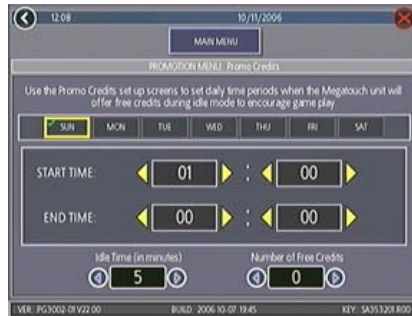 12:08 10/11/2006
MAIN MENU
PROMOTION MENU: Promo Credits
Use the Promo Credits set up screens to set daily time periods when the Megatouch unit will
offer free credits during idle mode to encourage game play.
SUN MON TUE WED THU FRI SAT
START TIME: 01 : 00
END TIME: 00 : 00
Idle Time (in minutes) Number of Free Credits
5 0
VER: PG3002-01 V22.00 BUILD: 2006-10-07 19:45 KEY: SA353201 R00